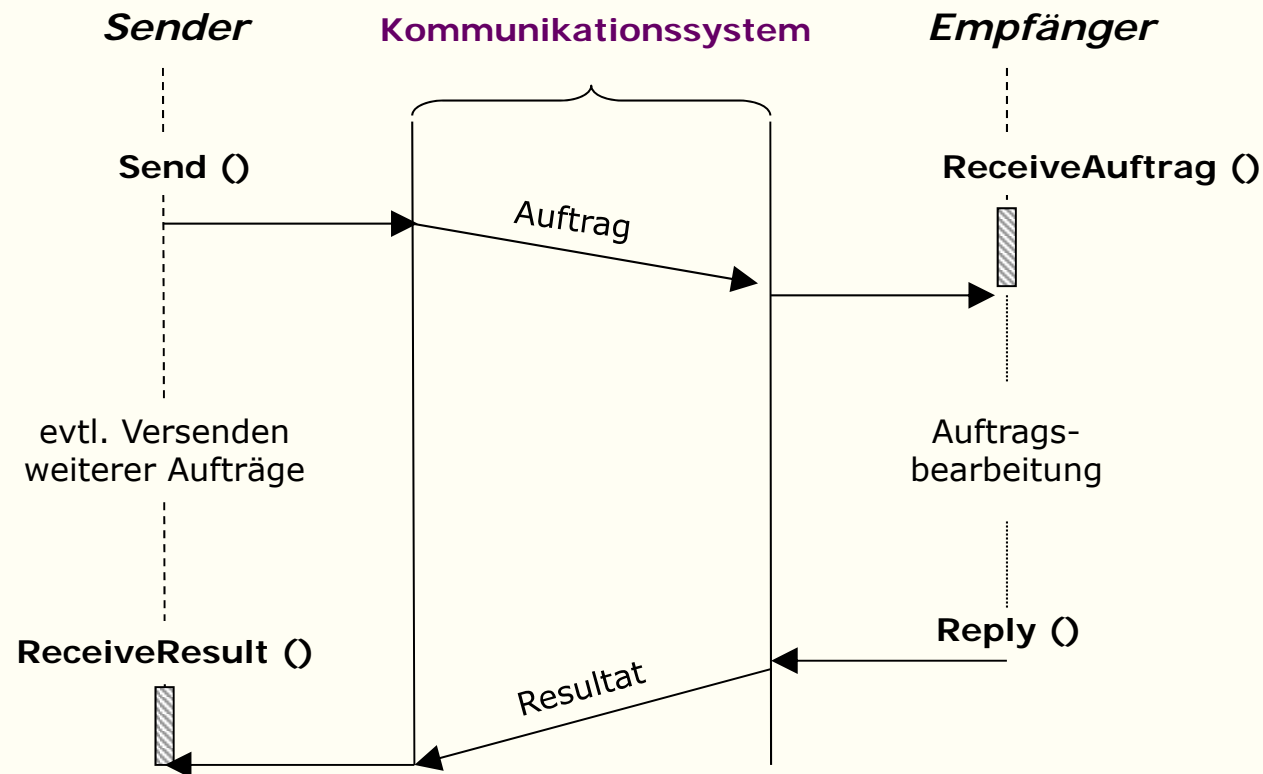 Sender
Kommunikationssystem
Empfänger
Send ()
ReceiveAuftrag ()
Auftrag
evtl. Versenden
weiterer Aufträge
Auftrags-
bearbeitung
Reply ()
ReceiveResult ()
Resultat